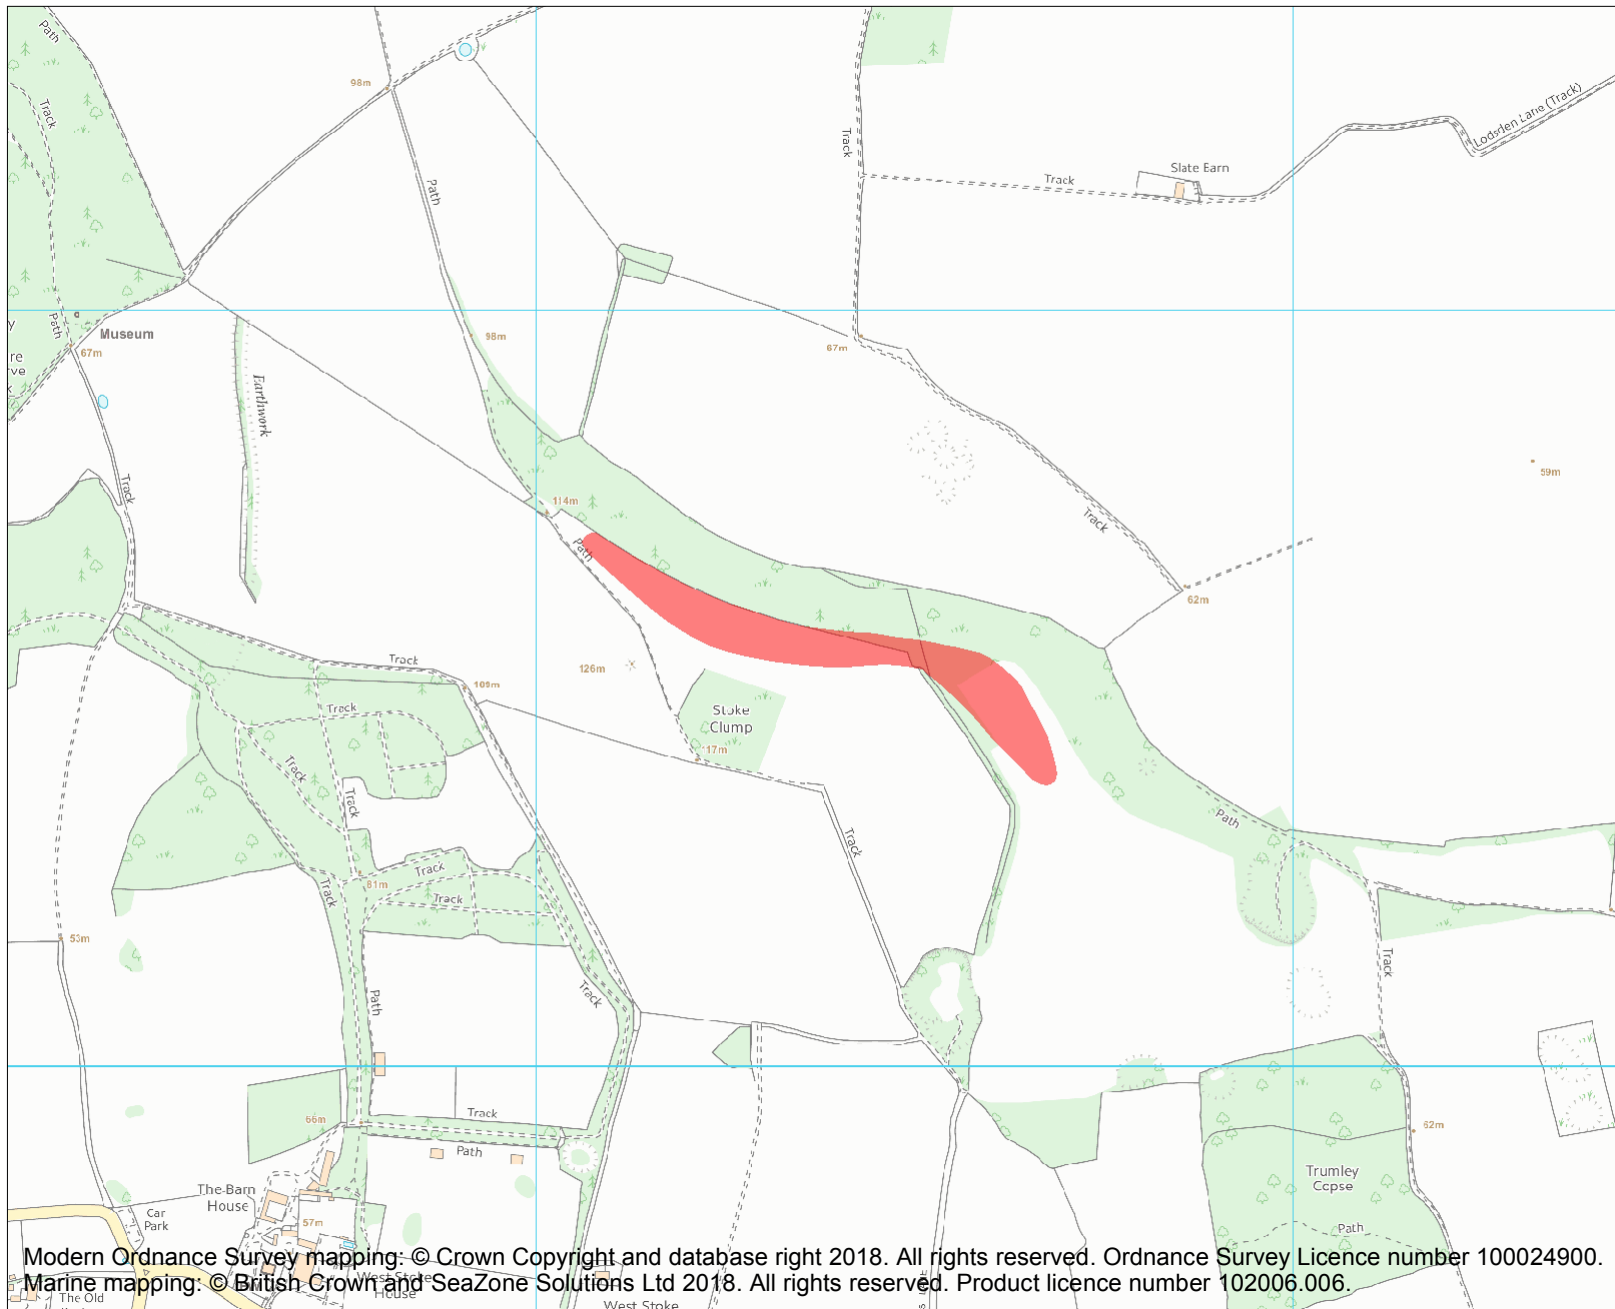 Path
98m
Track
Lodsden Lane (Track)
Track
Slate Earn
Track
Path
Path
Museum
67m
98m
67m
y
re
ve
Earthwork
59m
Track
114m
Track
Path
62m
Track
126m
109m
Track
Stoke
Clump
117m
Track
Track
Path
Track
81m
Track
Track
Track
53m
Track
Track
Path
66m
Track
Path
62m
Trumley
Copse
The Barn
House
Car
Park
57m
Path
Modern Ordnance Survey mapping: © Crown Copyright and database right 2018. All rights reserved. Ordnance Survey Licence number 100024900.
Marine mapping: © British Crown and SeaZone Solutions Ltd 2018. All rights reserved. Product licence number 102006.006.
West Stoke
House
The Old
West Stoke